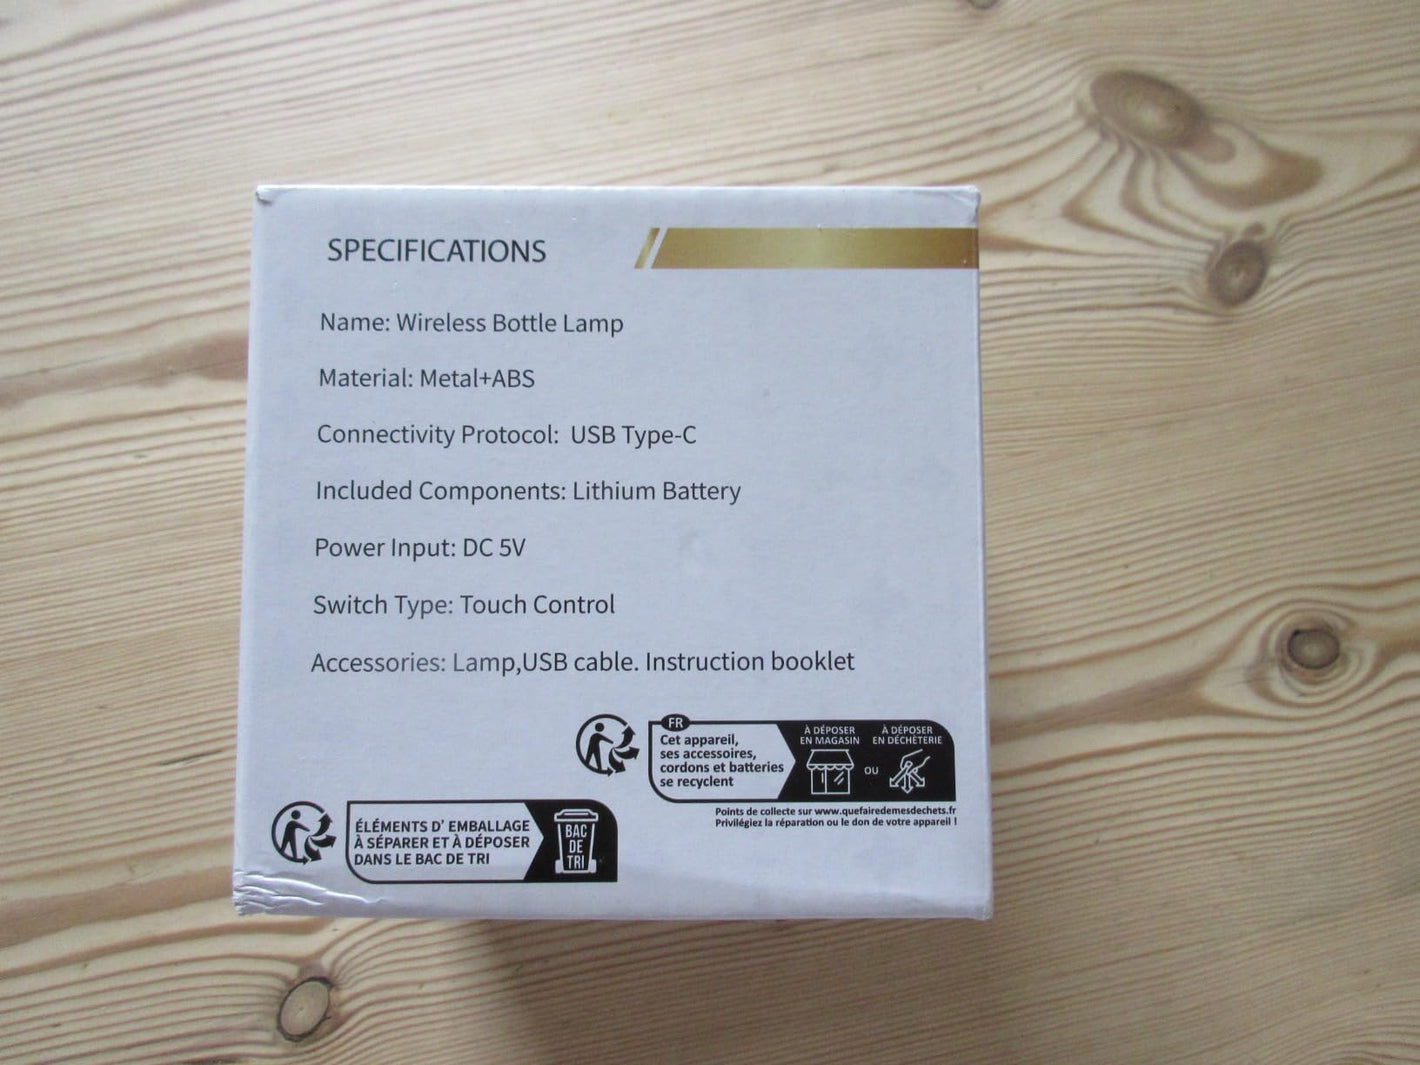 SPECIFICATIONS
Name: Wireless Bottle Lamp
Material: Metal+ABS
Connectivity Protocol: USB Type-C
Included Components: Lithium Battery
Power Input: DC 5V
Switch Type: Touch Control
Accessories: Lamp,USB cable. Instruction booklet
FR
Cet appareil,
ses accessoires,
cordons et batteries
se recyclent
À DÉPOSER
EN MAGASIN
OU
À DÉPOSER
EN DÉCHÈTERIE
Points de collecte sur www.quefairedemesdechets.fr
Privilégiez la réparation ou le don de votre appareil !
ÉLÉMENTS D' EMBALLAGE
À SÉPARER ET À DÉPOSER
DANS LE BAC DE TRI
BAC
DE
TRI